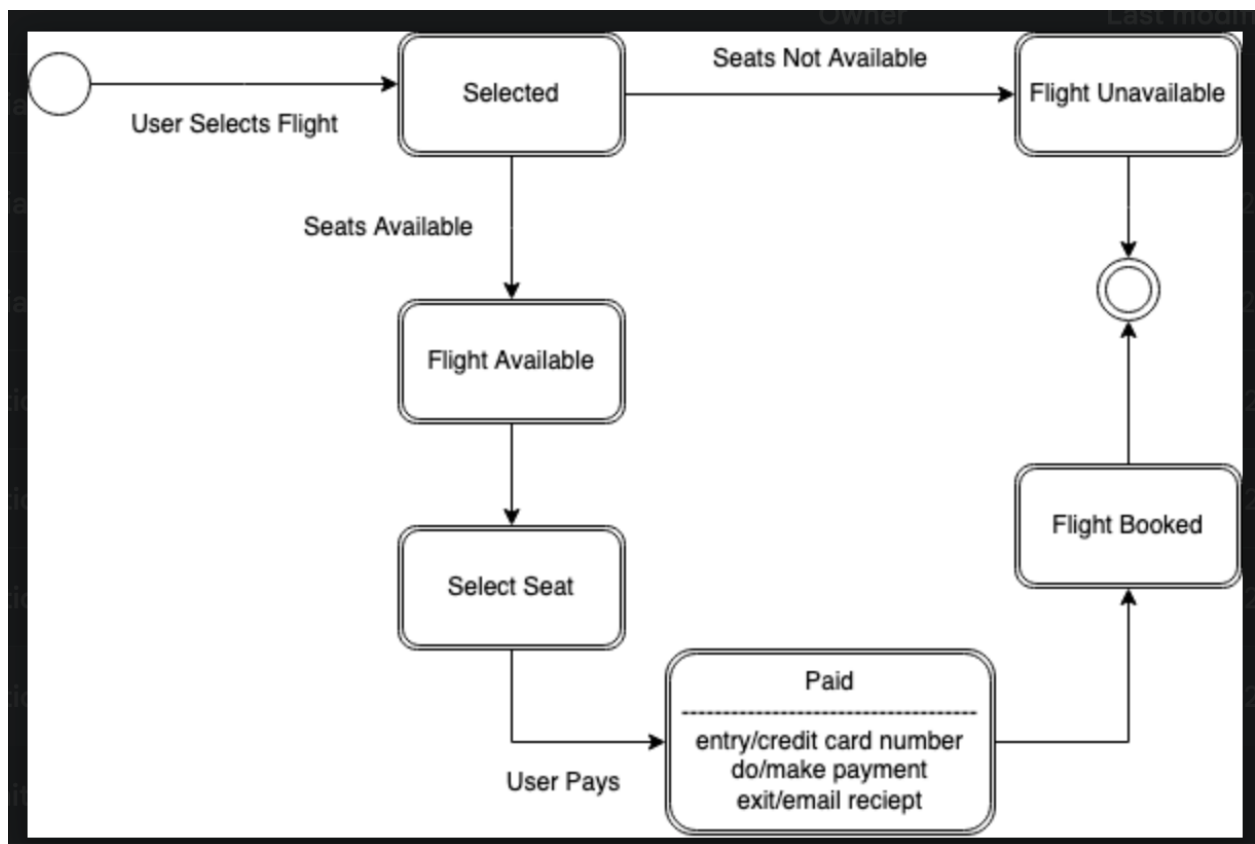 Owner
User Selects Flight
Selected
Seats Not Available
Flight Unavailable
Seats Available
Flight Available
Select Seat
User Pays
Paid
entry/credit card number
do/make payment
exit/email reciept
Flight Booked